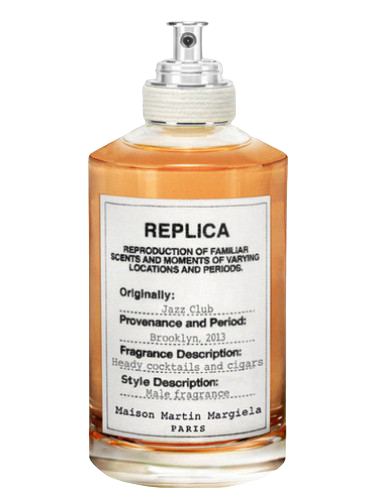 REPLICA
REPRODUCTION OF FAMILIAR
SCENTS AND MOMENTS OF VARYING
LOCATIONS AND PERIODS.
Originally:
Jazz Club
Provenance and Period:
Brooklyn, 2013
Fragrance Description:
Heady cocktails and cigars
Style Description:
Male fragrance
Maison Martin Margiela
PARIS